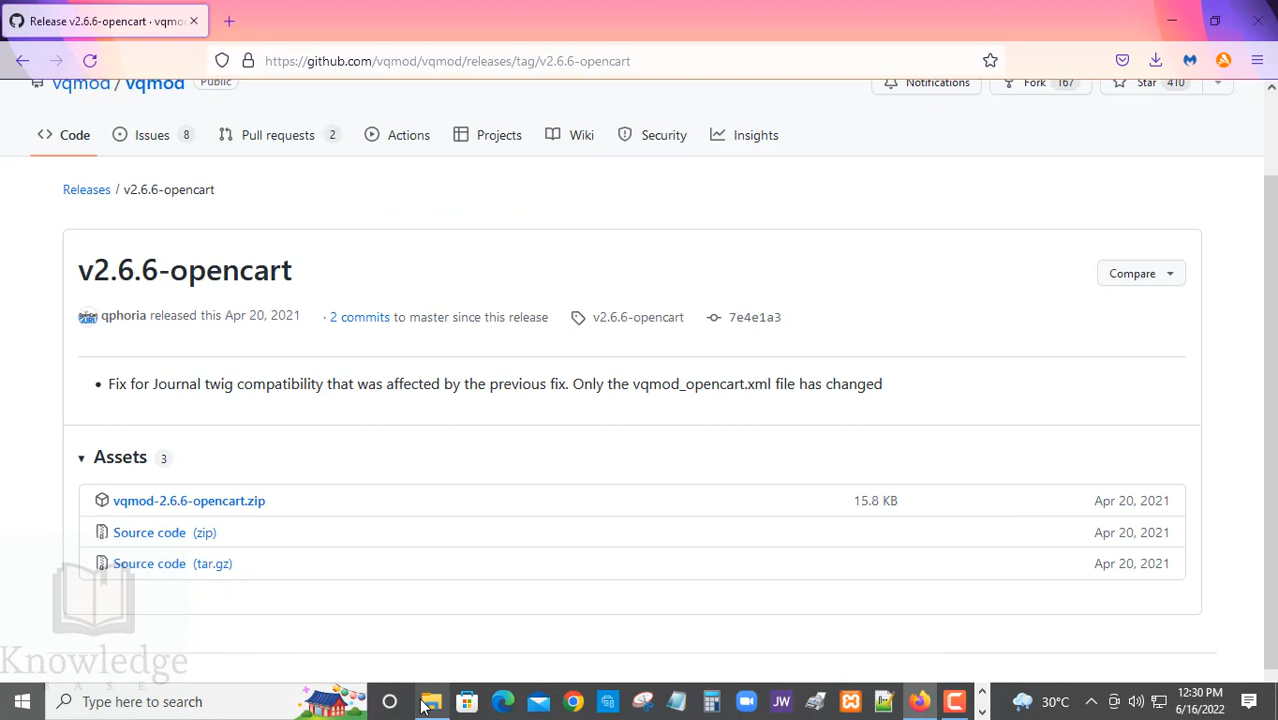 Release v2.6.6-opencart · vqmo
https://github.com/vqmod/vqmod/releases/tag/v2.6.6-opencart
vqmod / vqmod Public
Notifications
Fork 167
Star 410
Code
Issues 8
Pull requests 2
Actions
Projects
Wiki
Security
Insights
Releases / v2.6.6-opencart
v2.6.6-opencart
Compare
qphoria released this Apr 20, 2021
· 2 commits to master since this release
v2.6.6-opencart
7e4e1a3
• Fix for Journal twig compatibility that was affected by the previous fix. Only the vqmod_opencart.xml file has changed
Assets 3
vqmod-2.6.6-opencart.zip 15.8 KB Apr 20, 2021
Source code (zip) Apr 20, 2021
Source code (tar.gz) Apr 20, 2021
Knowledge
BASE
Type here to search
JW
30°C
12:30 PM
6/16/2022